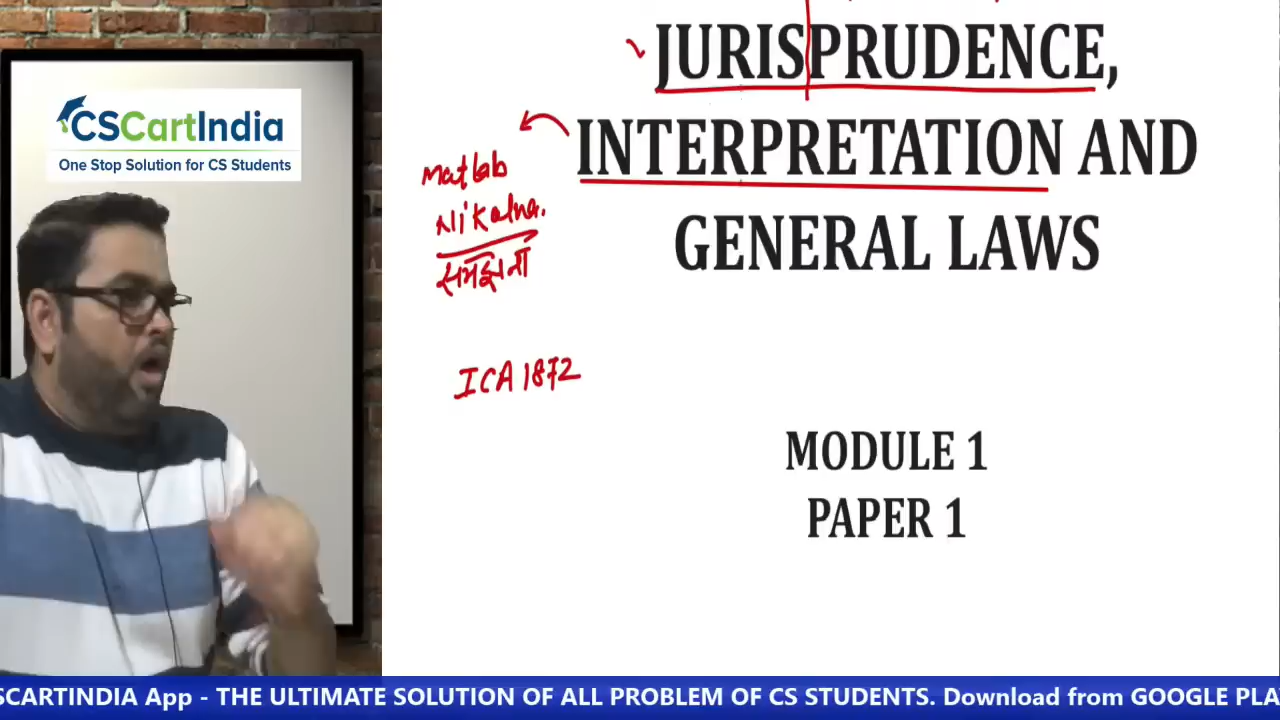 CSCartIndia
One Stop Solution for CS Students
JURISPRUDENCE,
INTERPRETATION AND
GENERAL LAWS
Matlab
Nikalna.
समझना
ICA 1872
MODULE 1
PAPER 1
SCARTINDIA App - THE ULTIMATE SOLUTION OF ALL PROBLEM OF CS STUDENTS. Download from GOOGLE PLA